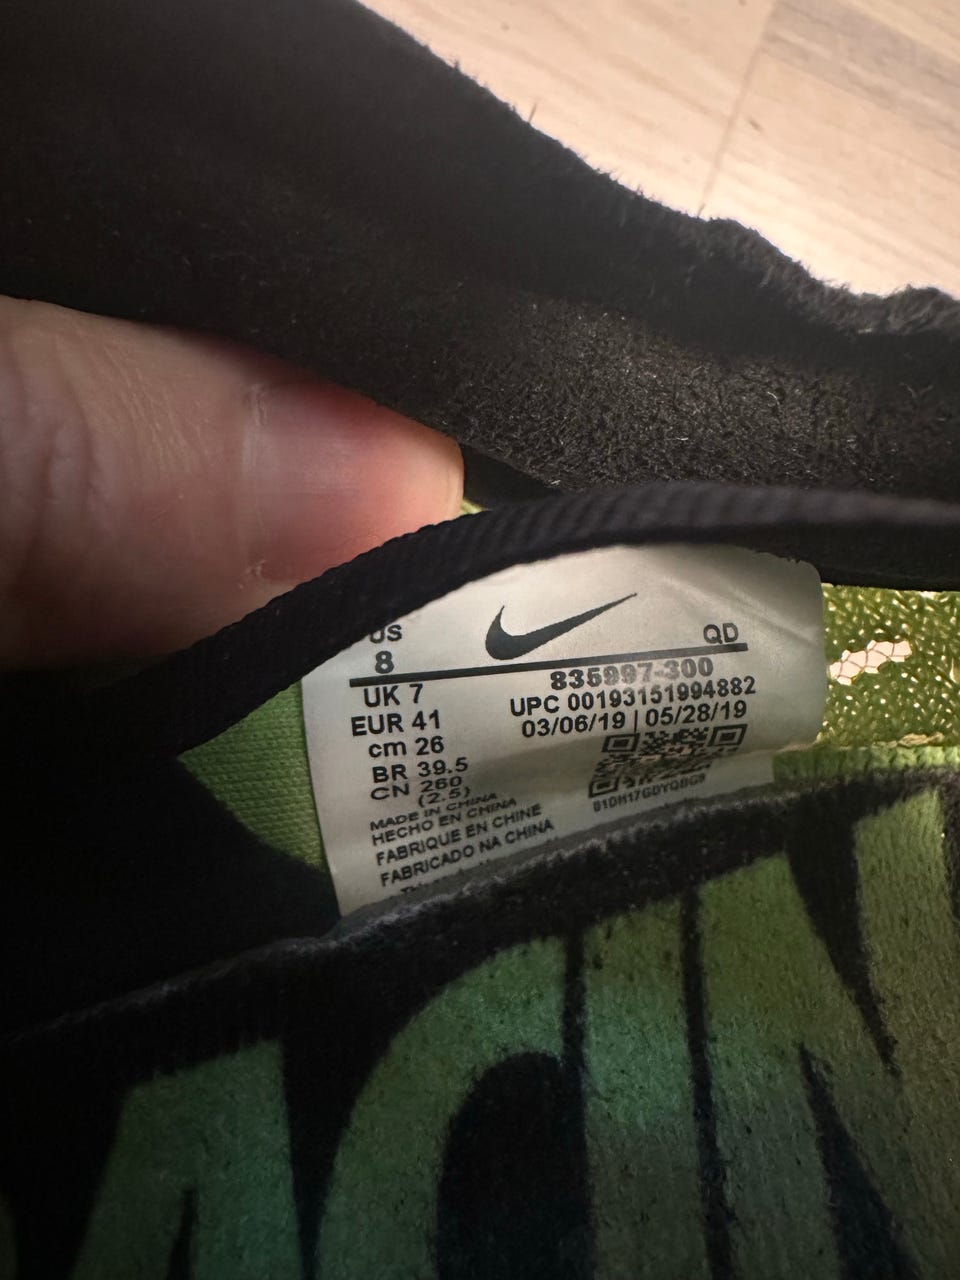 US
8
QD
UK 7
EUR 41
cm 26
BR 39.5
CN 260
(2.5)
835997-300
UPC 00193151994882
03/06/19 | 05/28/19
MADE IN CHINA
HECHO EN CHINA
FABRIQUE EN CHINE
FABRICADO NA CHINA